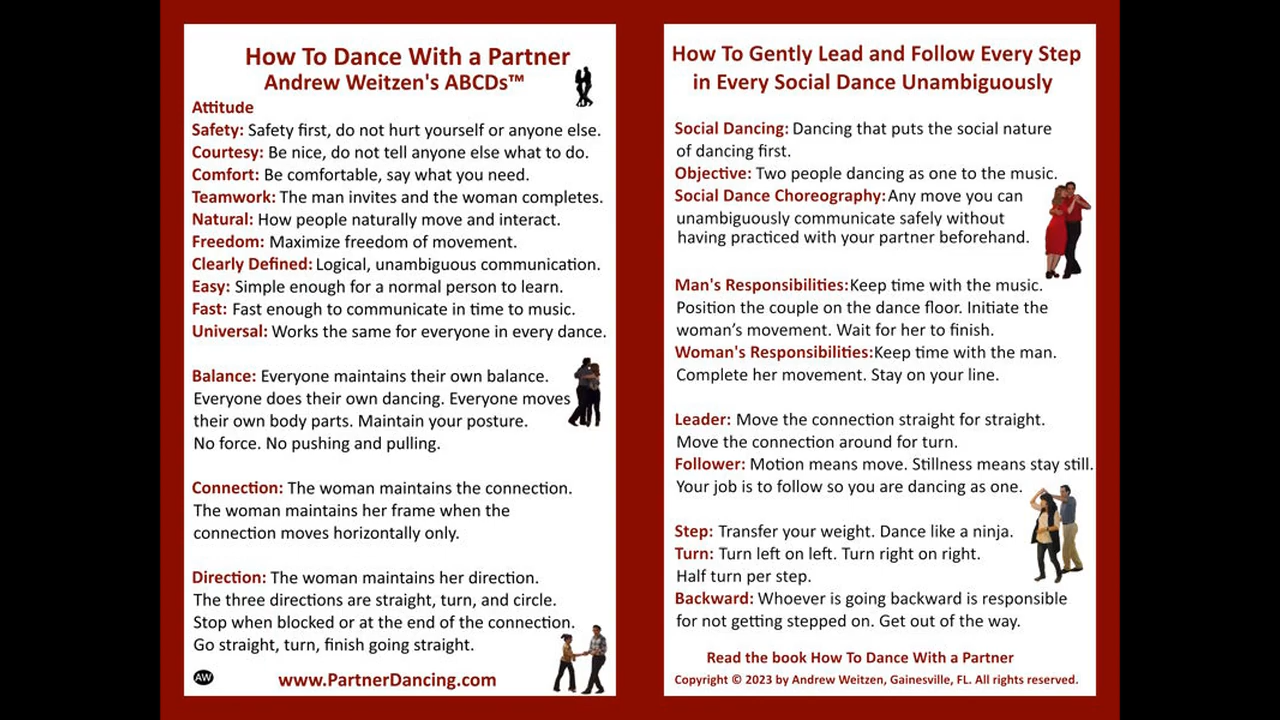 How To Dance With a Partner
Andrew Weitzen's ABCDs™
Attitude
Safety: Safety first, do not hurt yourself or anyone else.
Courtesy: Be nice, do not tell anyone else what to do.
Comfort: Be comfortable, say what you need.
Teamwork: The man invites and the woman completes.
Natural: How people naturally move and interact.
Freedom: Maximize freedom of movement.
Clearly Defined: Logical, unambiguous communication.
Easy: Simple enough for a normal person to learn.
Fast: Fast enough to communicate in time to music.
Universal: Works the same for everyone in every dance.
Balance: Everyone maintains their own balance.
Everyone does their own dancing. Everyone moves
their own body parts. Maintain your posture.
No force. No pushing and pulling.
Connection: The woman maintains the connection.
The woman maintains her frame when the
connection moves horizontally only.
Direction: The woman maintains her direction.
The three directions are straight, turn, and circle.
Stop when blocked or at the end of the connection.
Go straight, turn, finish going straight.
AW
www.PartnerDancing.com
How To Gently Lead and Follow Every Step
in Every Social Dance Unambiguously
Social Dancing: Dancing that puts the social nature
of dancing first.
Objective: Two people dancing as one to the music.
Social Dance Choreography:Any move you can
unambiguously communicate safely without
having practiced with your partner beforehand.
Man's Responsibilities:Keep time with the music.
Position the couple on the dance floor. Initiate the
woman’s movement. Wait for her to finish.
Woman's Responsibilities:Keep time with the man.
Complete her movement. Stay on your line.
Leader: Move the connection straight for straight.
Move the connection around for turn.
Follower: Motion means move. Stillness means stay still.
Your job is to follow so you are dancing as one.
Step: Transfer your weight. Dance like a ninja.
Turn: Turn left on left. Turn right on right.
Half turn per step.
Backward: Whoever is going backward is responsible
for not getting stepped on. Get out of the way.
Read the book How To Dance With a Partner
Copyright © 2023 by Andrew Weitzen, Gainesville, FL. All rights reserved.